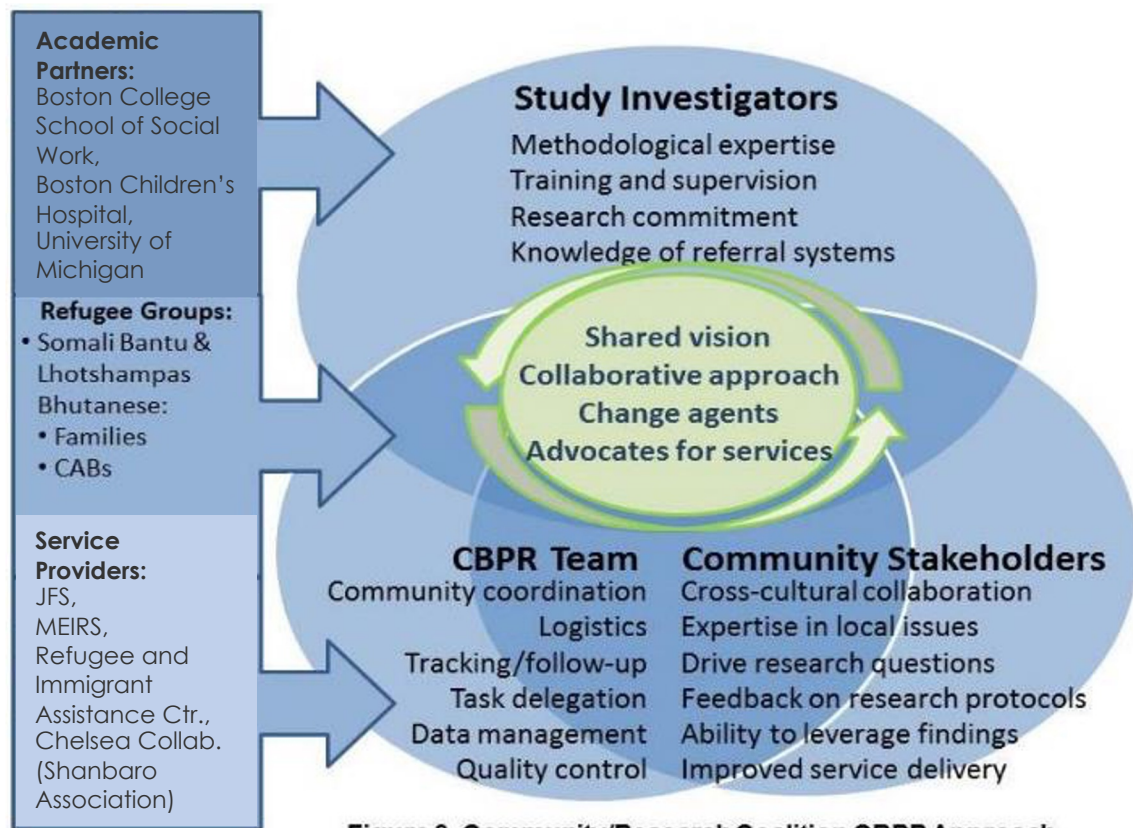 Academic
Partners:
Boston College
School of Social
Work,
Boston Children's
Hospital,
University of
Michigan
Refugee Groups:
• Somali Bantu &
Lhotshampas
Bhutanese:
• Families
• CABs
Service
Providers:
JFS,
MEIRS,
Refugee and
Immigrant
Assistance Ctr.,
Chelsea Collab.
(Shanbaro
Association)
Study Investigators
Methodological expertise
Training and supervision
Research commitment
Knowledge of referral systems
Shared vision
Collaborative approach
Change agents
Advocates for services
CBPR Team
Community coordination
Logistics
Tracking/follow-up
Task delegation
Data management
Quality control
Community Stakeholders
Cross-cultural collaboration
Expertise in local issues
Drive research questions
Feedback on research protocols
Ability to leverage findings
Improved service delivery
Community/Research Coalition CBPR Approach